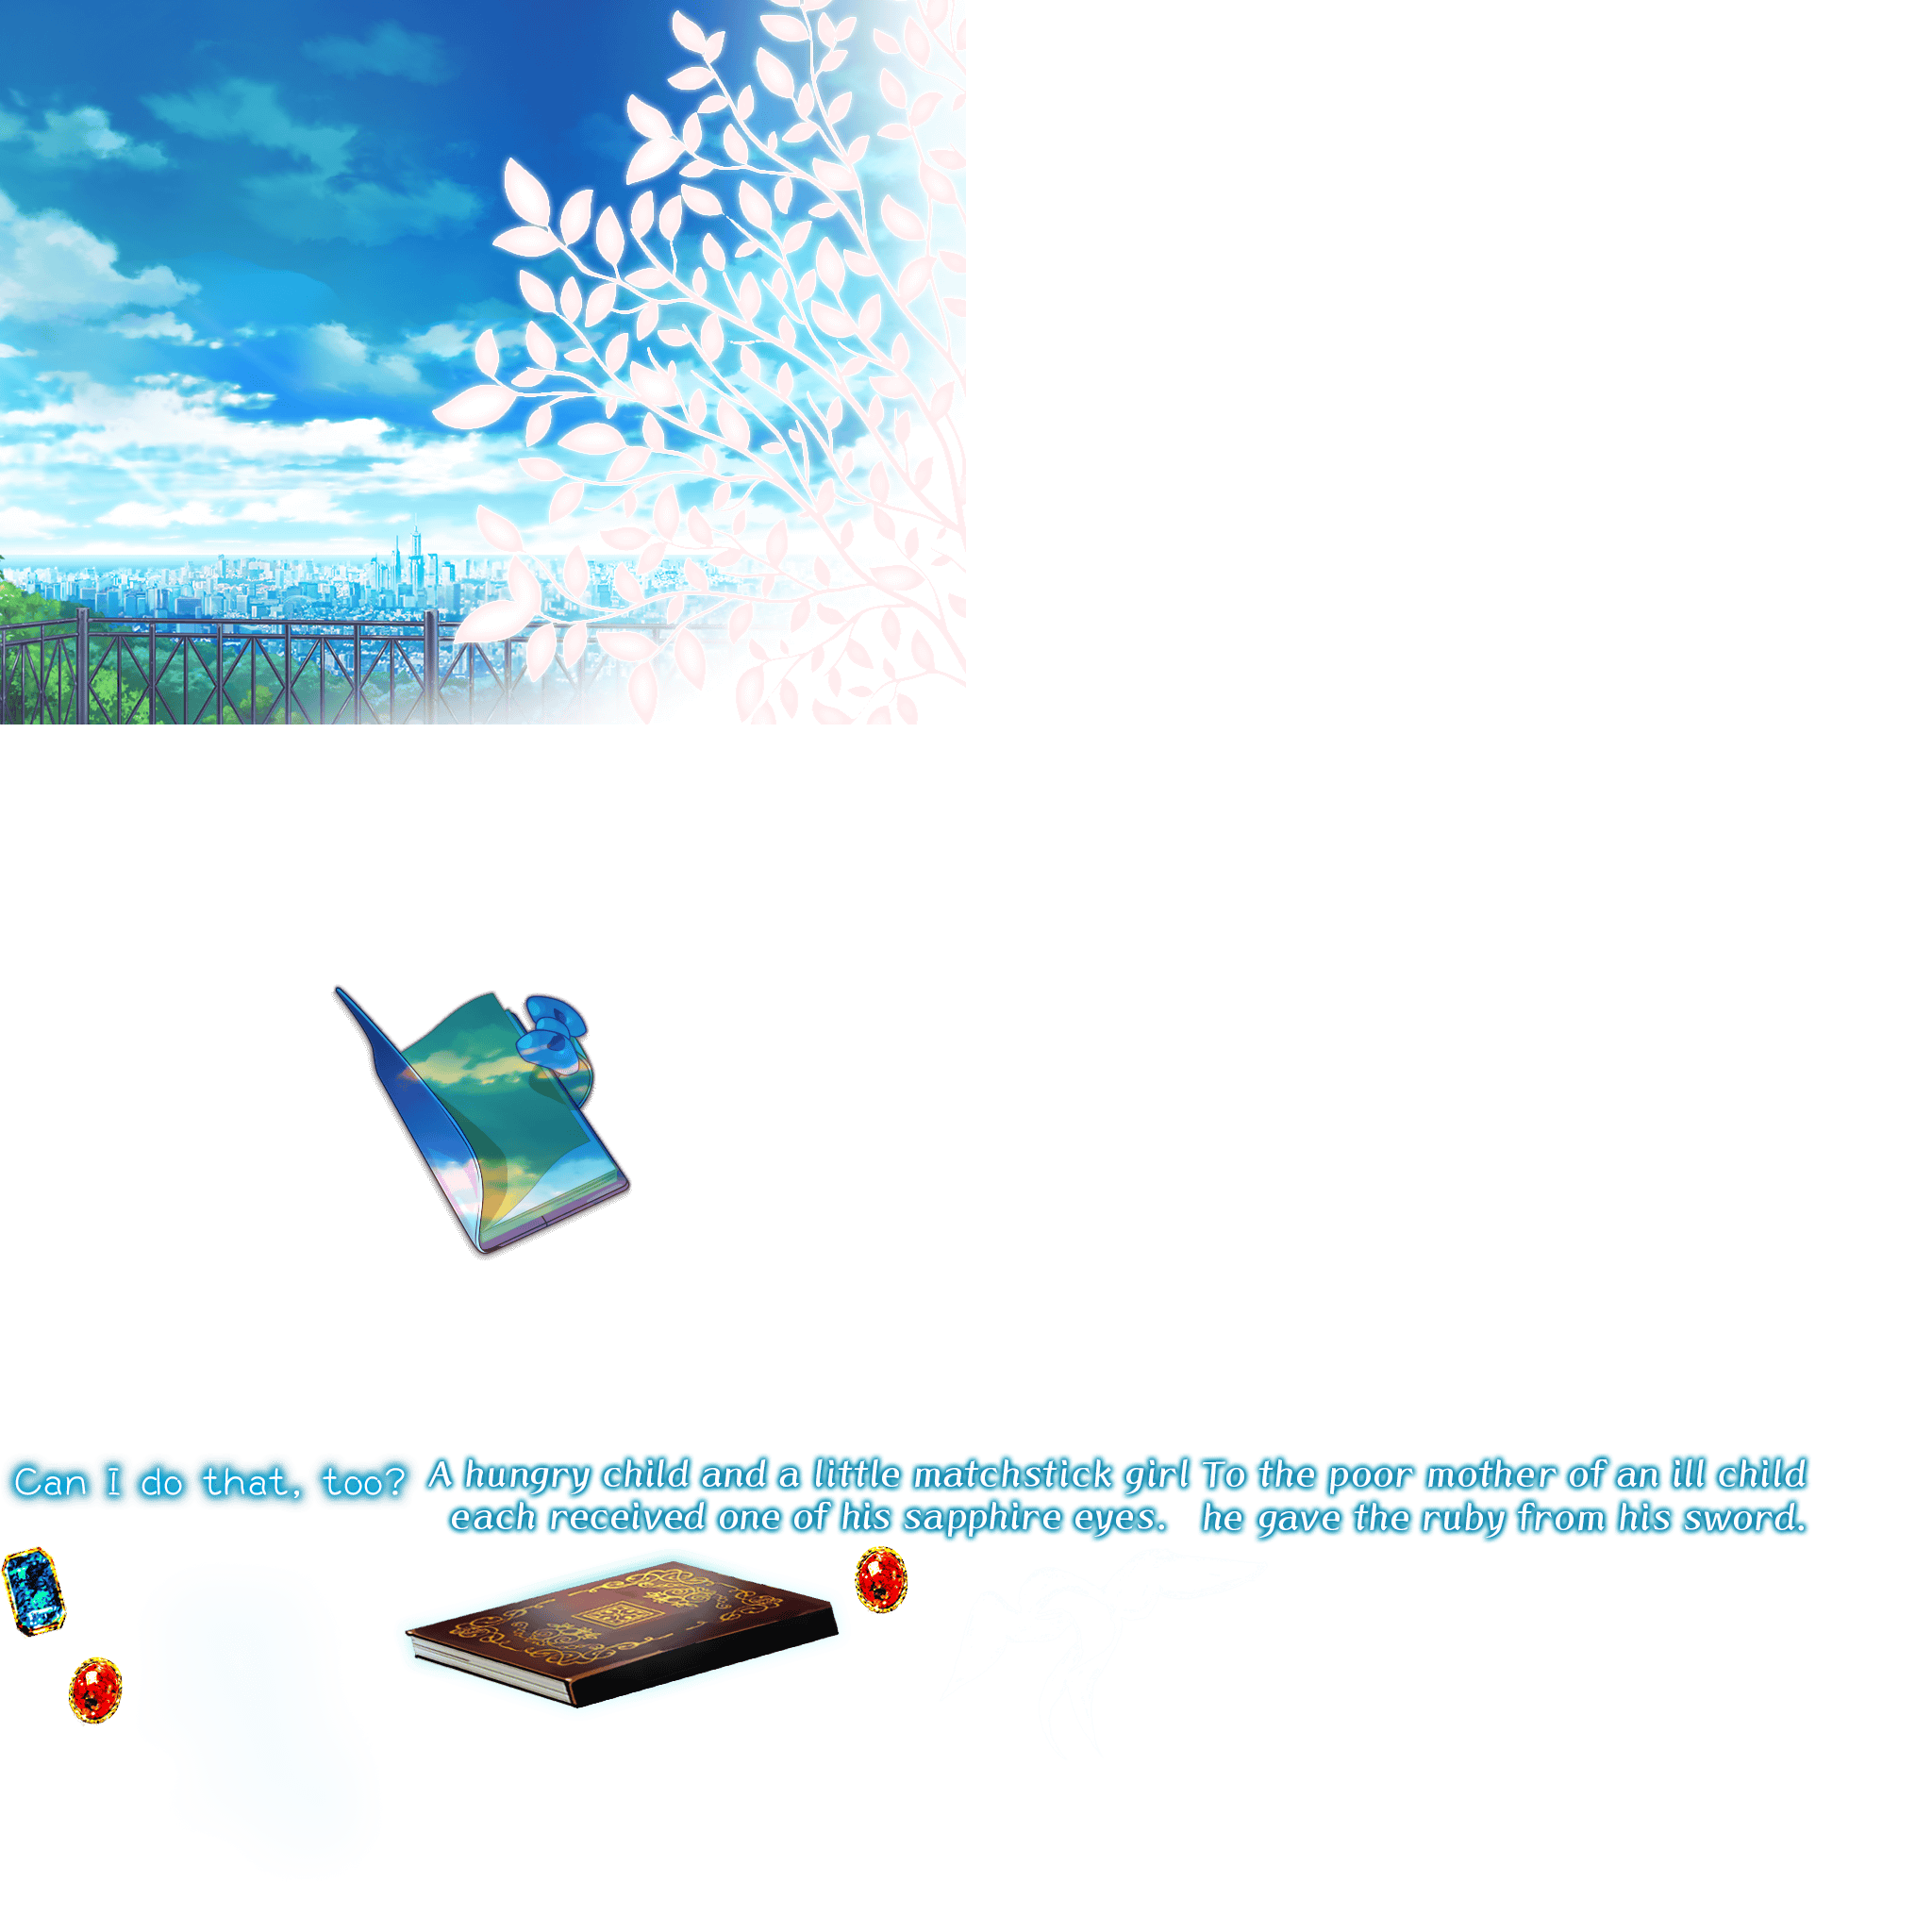 Can I do that, too?
A hungry child and a little matchstick girl
each received one of his sapphire eyes.
To the poor mother of an ill child
he gave the ruby from his sword.